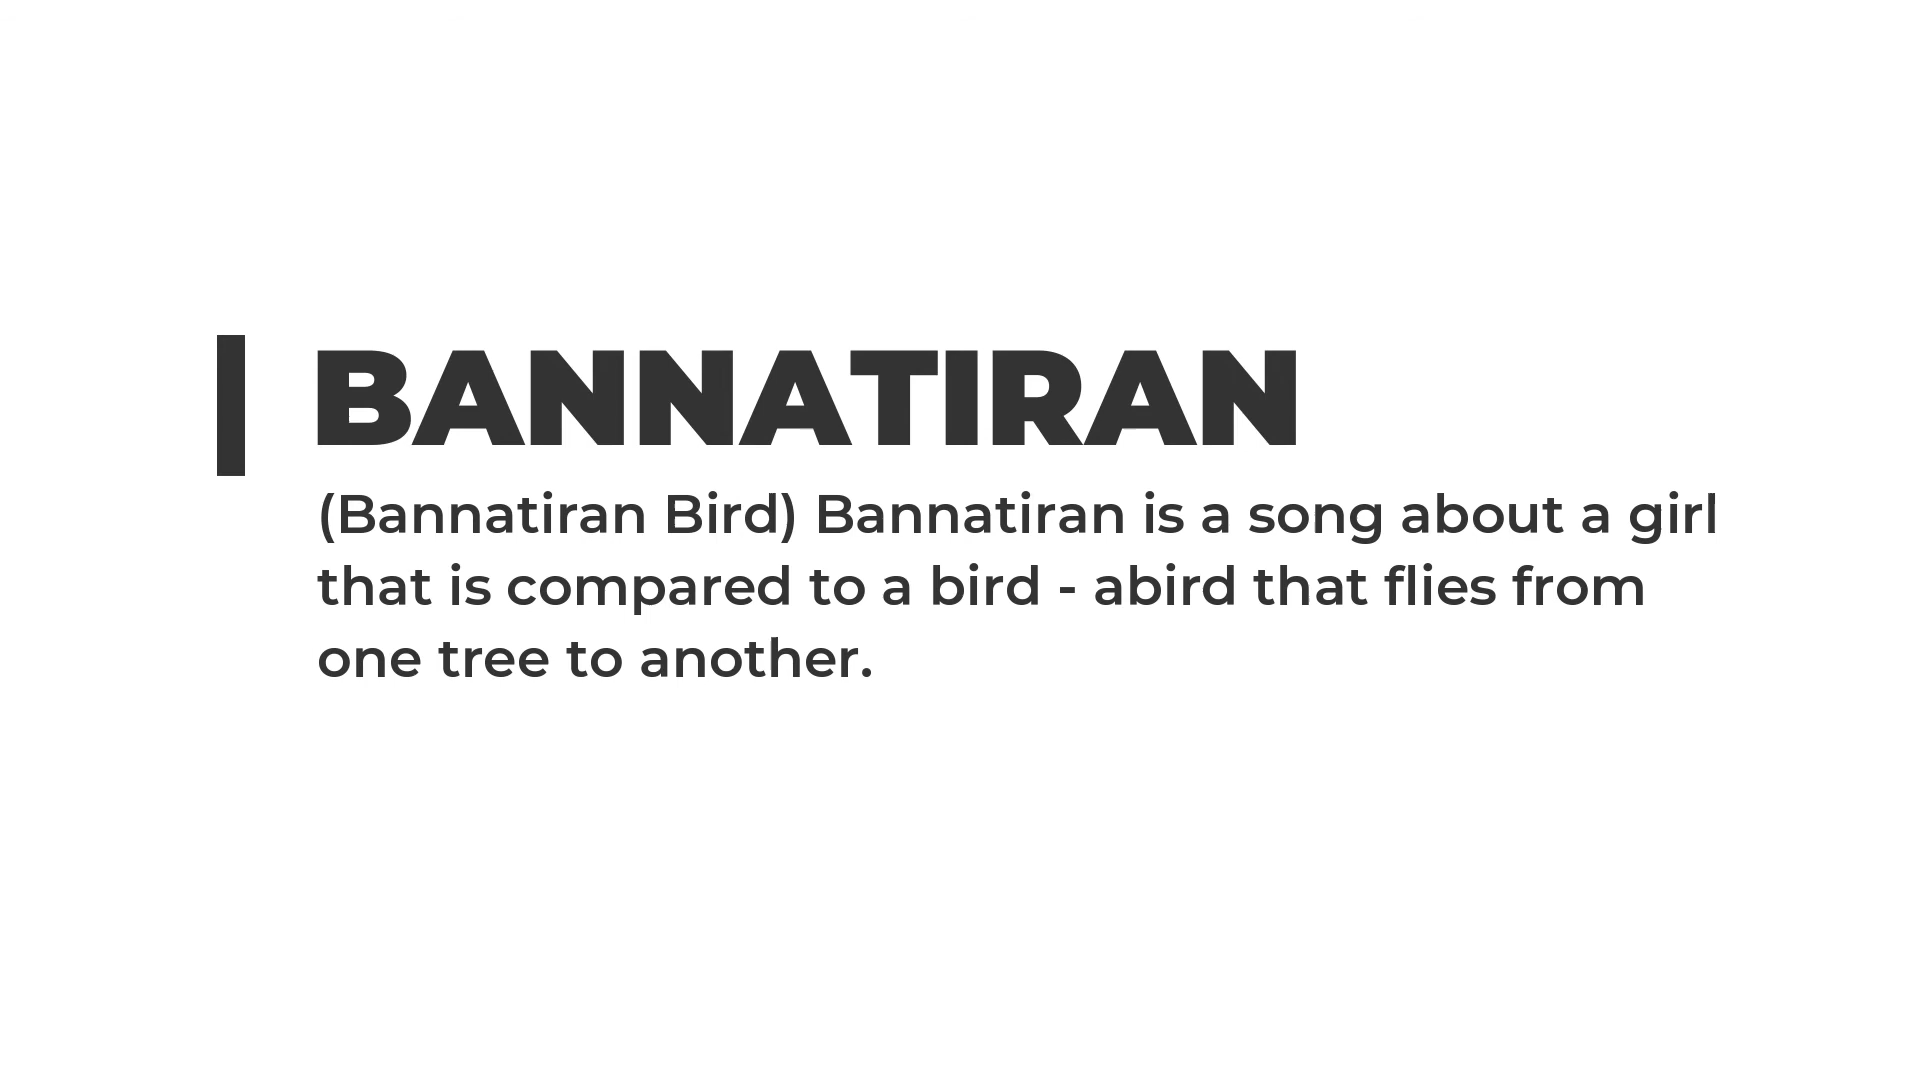 BANNATIRAN
(Bannatiran Bird) Bannatiran is a song about a girl
that is compared to a bird - abird that flies from
one tree to another.